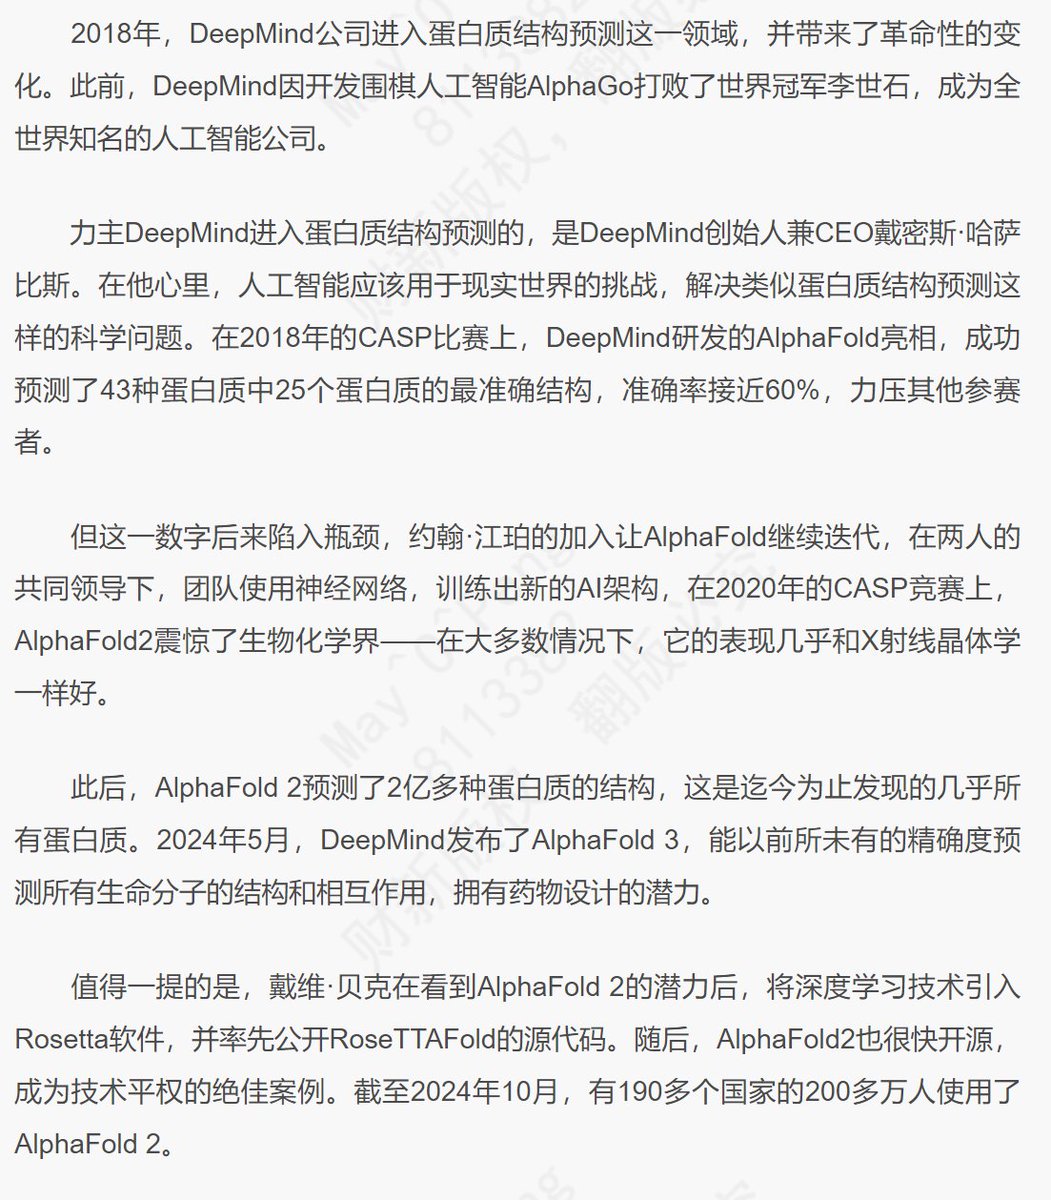 2018年，DeepMind公司进入蛋白质结构预测这一领域，并带来了革命性的变
化。此前，DeepMind因开发围棋人工智能AlphaGo打败了世界冠军李世石，成为全
世界知名的人工智能公司。
力主DeepMind进入蛋白质结构预测的，是DeepMind创始人兼CEO戴密斯·哈萨
比斯。在他心里，人工智能应该用于现实世界的挑战，解决类似蛋白质结构预测这
样的科学问题。在2018年的CASP比赛上，DeepMind研发的AlphaFold亮相，成功
预测了43种蛋白质中25个蛋白质的最准确结构，准确率接近60%，力压其他参赛
者。
但这一数字后来陷入瓶颈，约翰·江珀的加入让AlphaFold继续迭代，在两人的
共同领导下，团队使用神经网络，训练出新的AI架构，在2020年的CASP竞赛上，
AlphaFold2震惊了生物化学界——在大多数情况下，它的表现几乎和X射线晶体学
一样好。
此后，AlphaFold 2预测了2亿多种蛋白质的结构，这是迄今为止发现的几乎所
有蛋白质。2024年5月，DeepMind发布了AlphaFold 3，能以前所未有的精确度预
测所有生命分子的结构和相互作用，拥有药物设计的潜力。
值得一提的是，戴维·贝克在看到AlphaFold 2的潜力后，将深度学习技术引入
Rosetta软件，并率先公开RoseTTAFold的源代码。随后，AlphaFold2也很快开源，
成为技术平权的绝佳案例。截至2024年10月，有190多个国家的200多万人使用了
AlphaFold 2。
财新版权，翻版必究